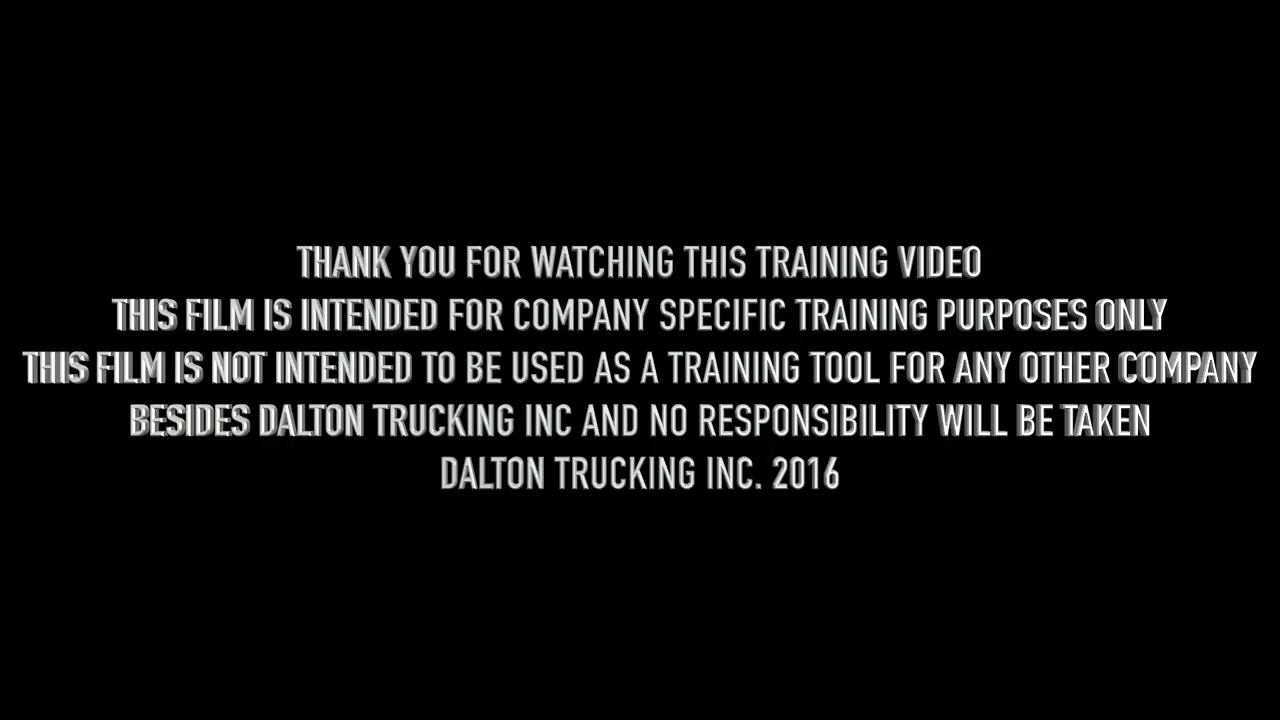 THANK YOU FOR WATCHING THIS TRAINING VIDEO
THIS FILM IS INTENDED FOR COMPANY SPECIFIC TRAINING PURPOSES ONLY
THIS FILM IS NOT INTENDED TO BE USED AS A TRAINING TOOL FOR ANY OTHER COMPANY
BESIDES DALTON TRUCKING INC AND NO RESPONSIBILITY WILL BE TAKEN
DALTON TRUCKING INC. 2016